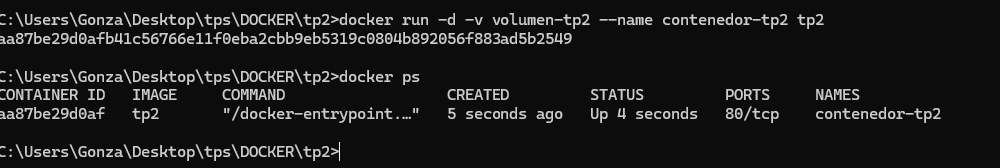 C:\Users\Gonza\Desktop\tps\DOCKER\tp2>docker run -d -v volumen-tp2 --name contenedor-tp2 tp2
aa87be29d0afb41c56766e11f0eba2cbb9eb5319c0804b892056f883ad5b2549
C:\Users\Gonza\Desktop\tps\DOCKER\tp2>docker ps
CONTAINER ID   IMAGE     COMMAND                  CREATED         STATUS         PORTS     NAMES
aa87be29d0af   tp2       "/docker-entrypoint.…"   5 seconds ago   Up 4 seconds   80/tcp    contenedor-tp2
C:\Users\Gonza\Desktop\tps\DOCKER\tp2>